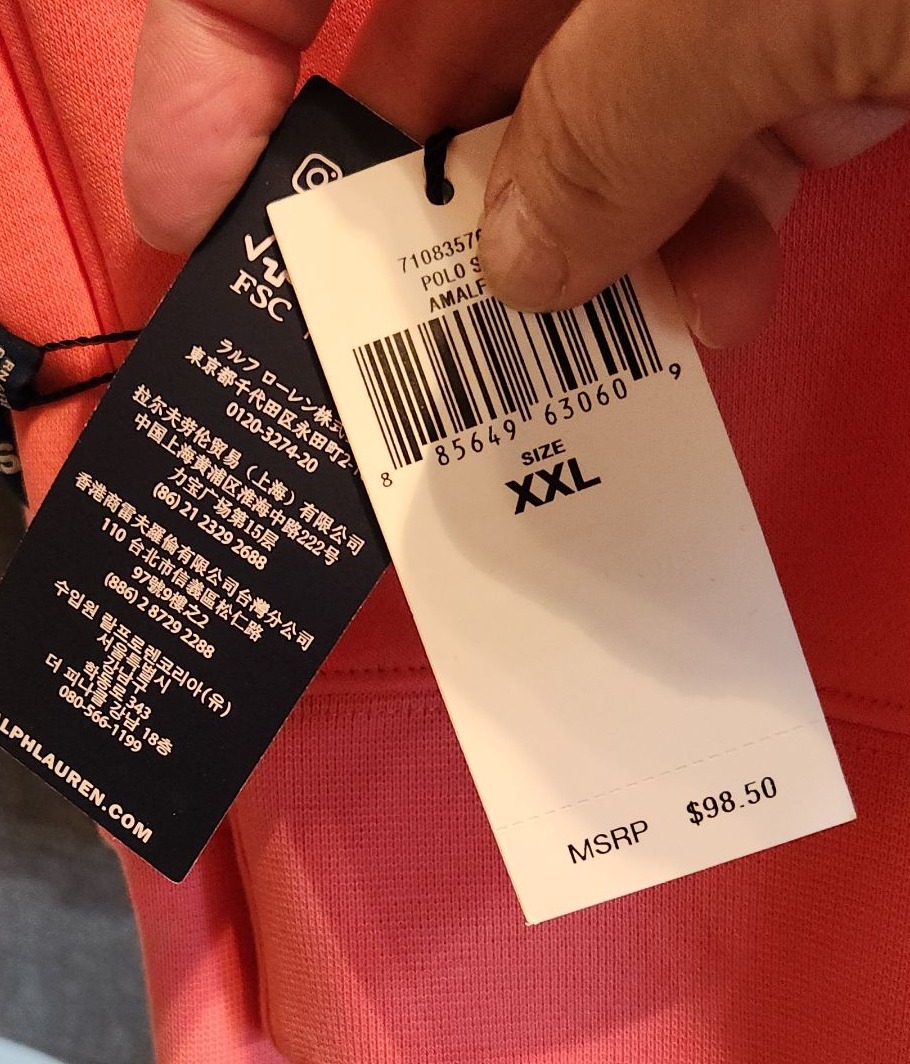 FSC
ラルフ ローレン株式
東京都千代田区永田町2-
0120-5274-20
拉尔夫劳伦贸易（上海）有限公司
中国上海黄浦区淮海中路222号
力宝广场第15层
(86) 21 2329 2688
香港商雷夫羅倫有限公司台灣分公司
110 台北市信義區松仁路
97號9樓之2
(886) 2 8729 2288
수입원 랄프로렌코리아(유)
서울특별시
강남구
학동로 343
더 피나클 강남 18층
080-566-1199
LPHLAUREN.COM
71083576
POLO S
AMALF
8 85649 63060 9
SIZE
XXL
MSRP $98.50